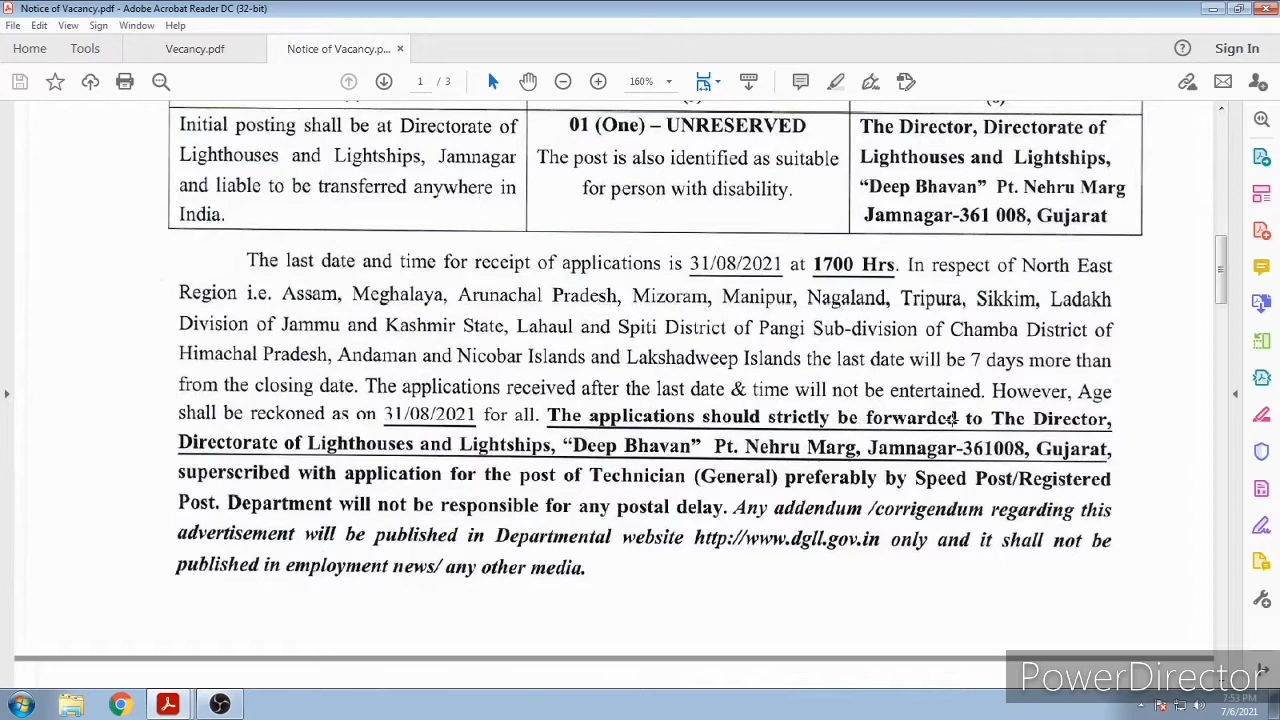 Notice of Vacancy.pdf - Adobe Acrobat Reader DC (32-bit)
File Edit View Sign Window Help
Home Tools Vecancy.pdf Notice of Vacancy.p... × Sign In
1 / 3 160%
Initial posting shall be at Directorate of
Lighthouses and Lightships, Jamnagar
and liable to be transferred anywhere in
India.
01 (One) – UNRESERVED
The post is also identified as suitable
for person with disability.
The Director, Directorate of
Lighthouses and Lightships,
“Deep Bhavan” Pt. Nehru Marg
Jamnagar-361 008, Gujarat
The last date and time for receipt of applications is 31/08/2021 at 1700 Hrs. In respect of North East
Region i.e. Assam, Meghalaya, Arunachal Pradesh, Mizoram, Manipur, Nagaland, Tripura, Sikkim, Ladakh
Division of Jammu and Kashmir State, Lahaul and Spiti District of Pangi Sub-division of Chamba District of
Himachal Pradesh, Andaman and Nicobar Islands and Lakshadweep Islands the last date will be 7 days more than
from the closing date. The applications received after the last date & time will not be entertained. However, Age
shall be reckoned as on 31/08/2021 for all. The applications should strictly be forwarded to The Director,
Directorate of Lighthouses and Lightships, “Deep Bhavan” Pt. Nehru Marg, Jamnagar-361008, Gujarat,
superscribed with application for the post of Technician (General) preferably by Speed Post/Registered
Post. Department will not be responsible for any postal delay. Any addendum /corrigendum regarding this
advertisement will be published in Departmental website http://www.dgll.gov.in only and it shall not be
published in employment news/ any other media.
PowerDirector
7:53 PM
7/6/2021